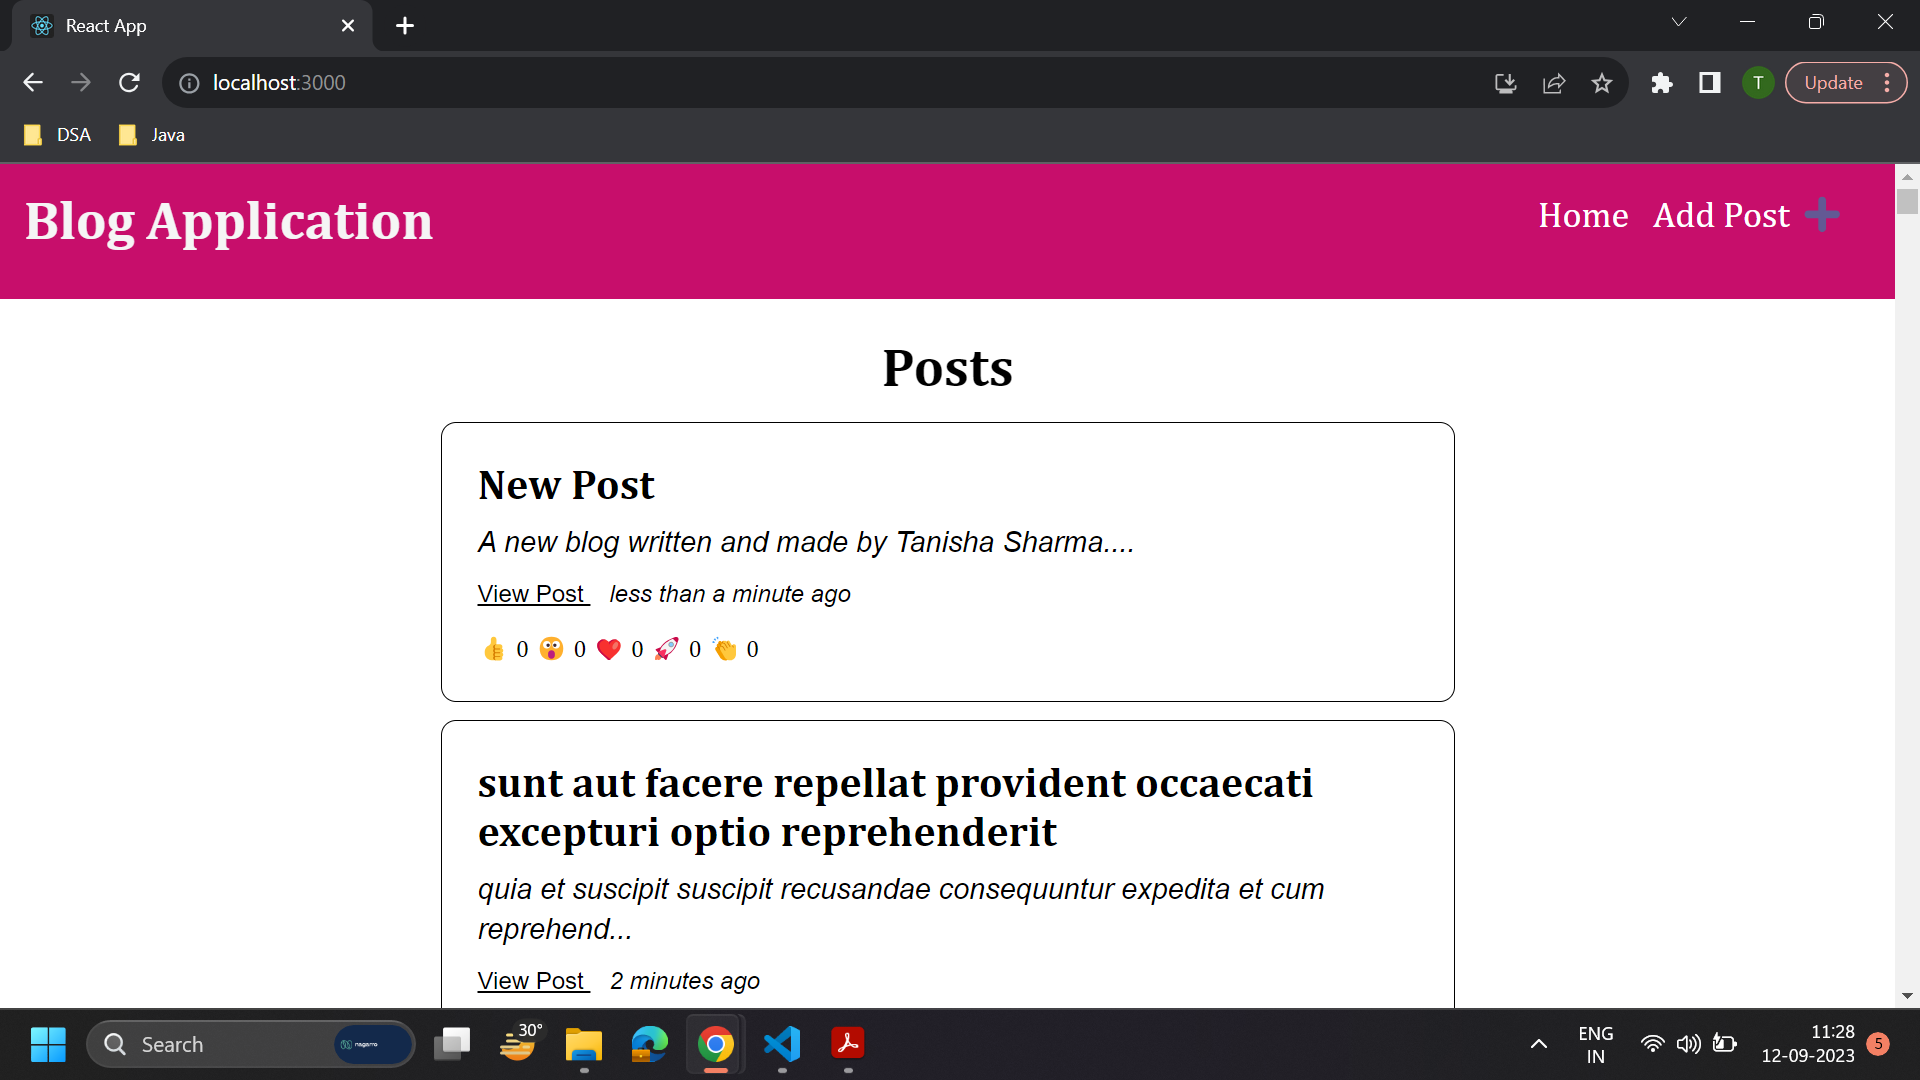 React App
localhost:3000
T
Update
DSA
Java
Blog Application
Home Add Post
Posts
New Post
A new blog written and made by Tanisha Sharma....
View Post less than a minute ago
👍 0 😲 0 ❤️ 0 🚀 0 👏 0
sunt aut facere repellat provident occaecati
excepturi optio reprehenderit
quia et suscipit suscipit recusandae consequuntur expedita et cum
reprehend...
View Post 2 minutes ago
Search
nagarro
30°
ENG
IN
11:28
12-09-2023
5